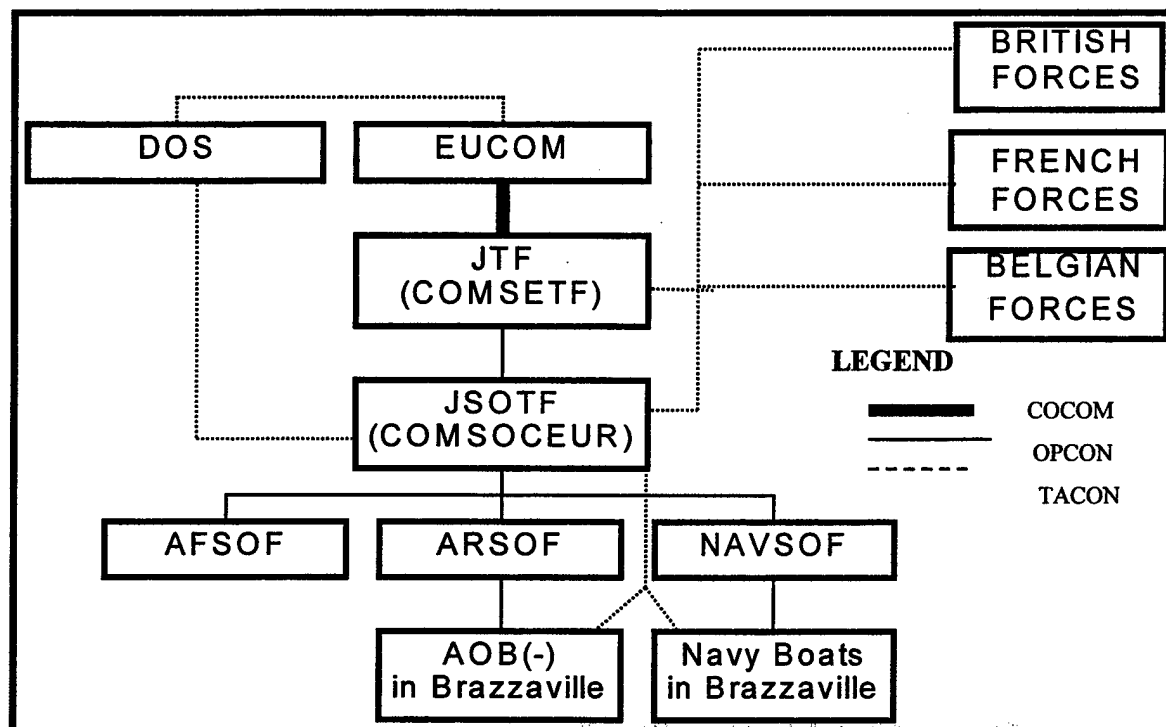 BRITISH
FORCES
DOS
EUCOM
FRENCH
FORCES
JTF
(COMSETF)
BELGIAN
FORCES
LEGEND
COCOM
OPCON
TACON
JSOTF
(COMSOCEUR)
AFSOF
ARSOF
NAVSOF
AOB(-)
in Brazzaville
Navy Boats
in Brazzaville